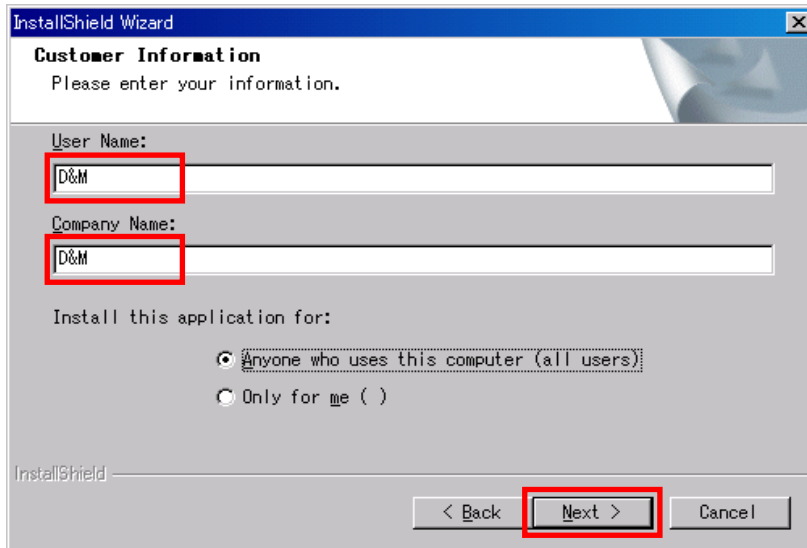 InstallShield Wizard
Customer Information
Please enter your information.
User Name:
D&M
Company Name:
D&M
Install this application for:
Anyone who uses this computer (all users)
Only for me ( )
InstallShield
< Back
Next >
Cancel